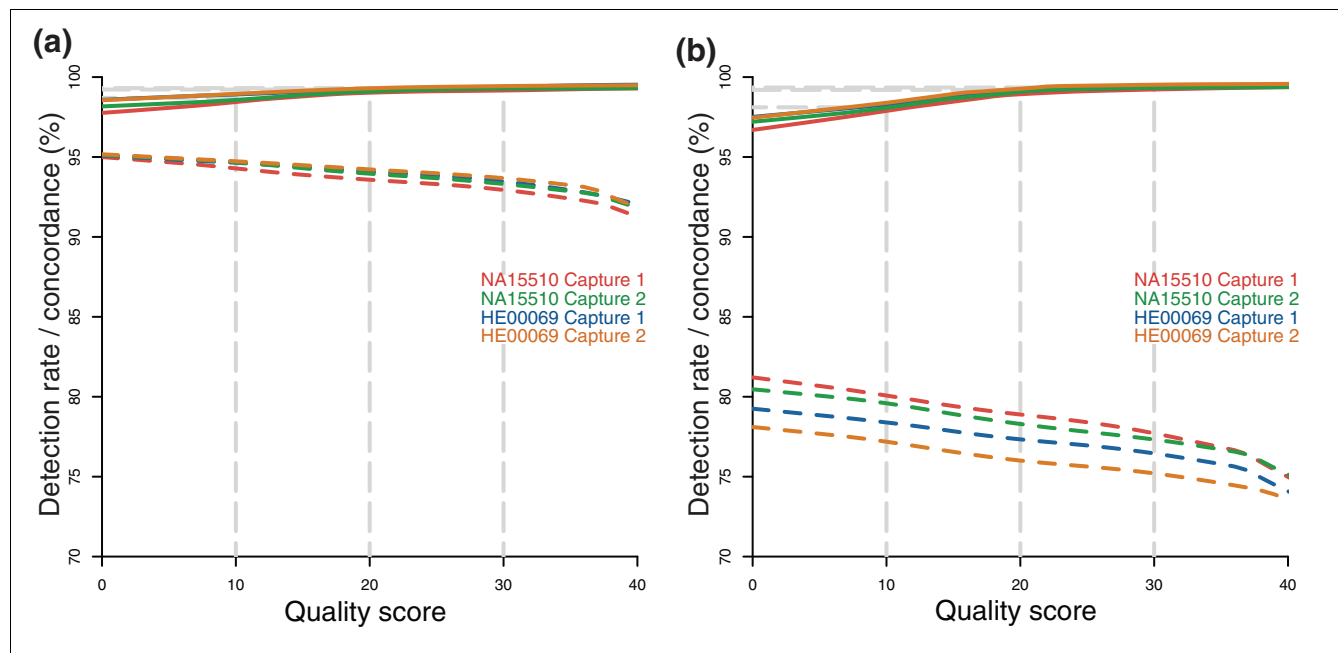 (a)
Detection rate / concordance (%)
100
95
90
85
80
75
70
NA15510 Capture 1
NA15510 Capture 2
HE00069 Capture 1
HE00069 Capture 2
0 10 20 30 40
Quality score
(b)
Detection rate / concordance (%)
100
95
90
85
80
75
70
NA15510 Capture 1
NA15510 Capture 2
HE00069 Capture 1
HE00069 Capture 2
0 10 20 30 40
Quality score